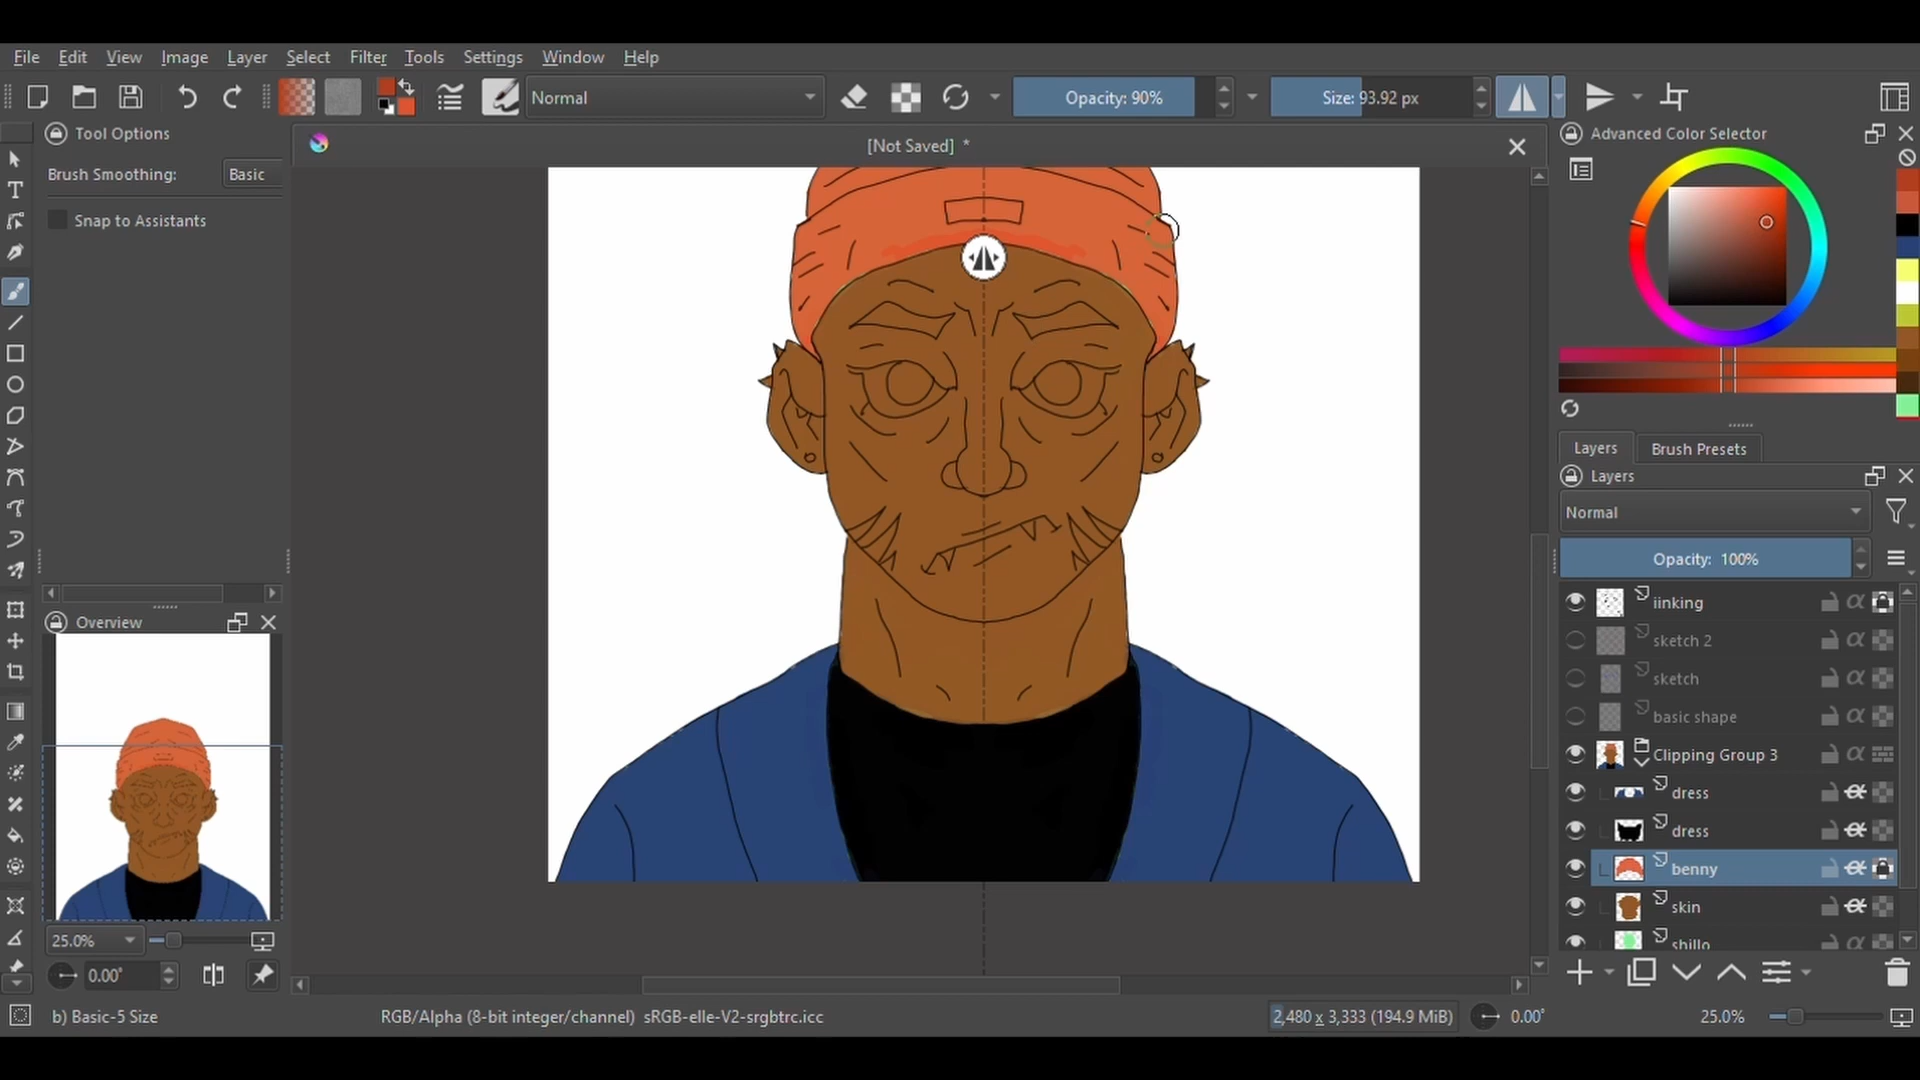 File Edit View Image Layer Select Filter Tools Settings Window Help
Normal Opacity: 90% Size: 93.92 px
Tool Options
[Not Saved] *
Advanced Color Selector
Brush Smoothing: Basic
Snap to Assistants
Layers Brush Presets
Layers
Normal
Opacity: 100%
iinking
sketch 2
sketch
basic shape
Clipping Group 3
dress
dress
benny
skin
shillo
Overview
25.0%
0.00°
b) Basic-5 Size RGB/Alpha (8-bit integer/channel) sRGB-elle-V2-srgbtrc.icc 2,480 x 3,333 (194.9 MiB) 0.00° 25.0%